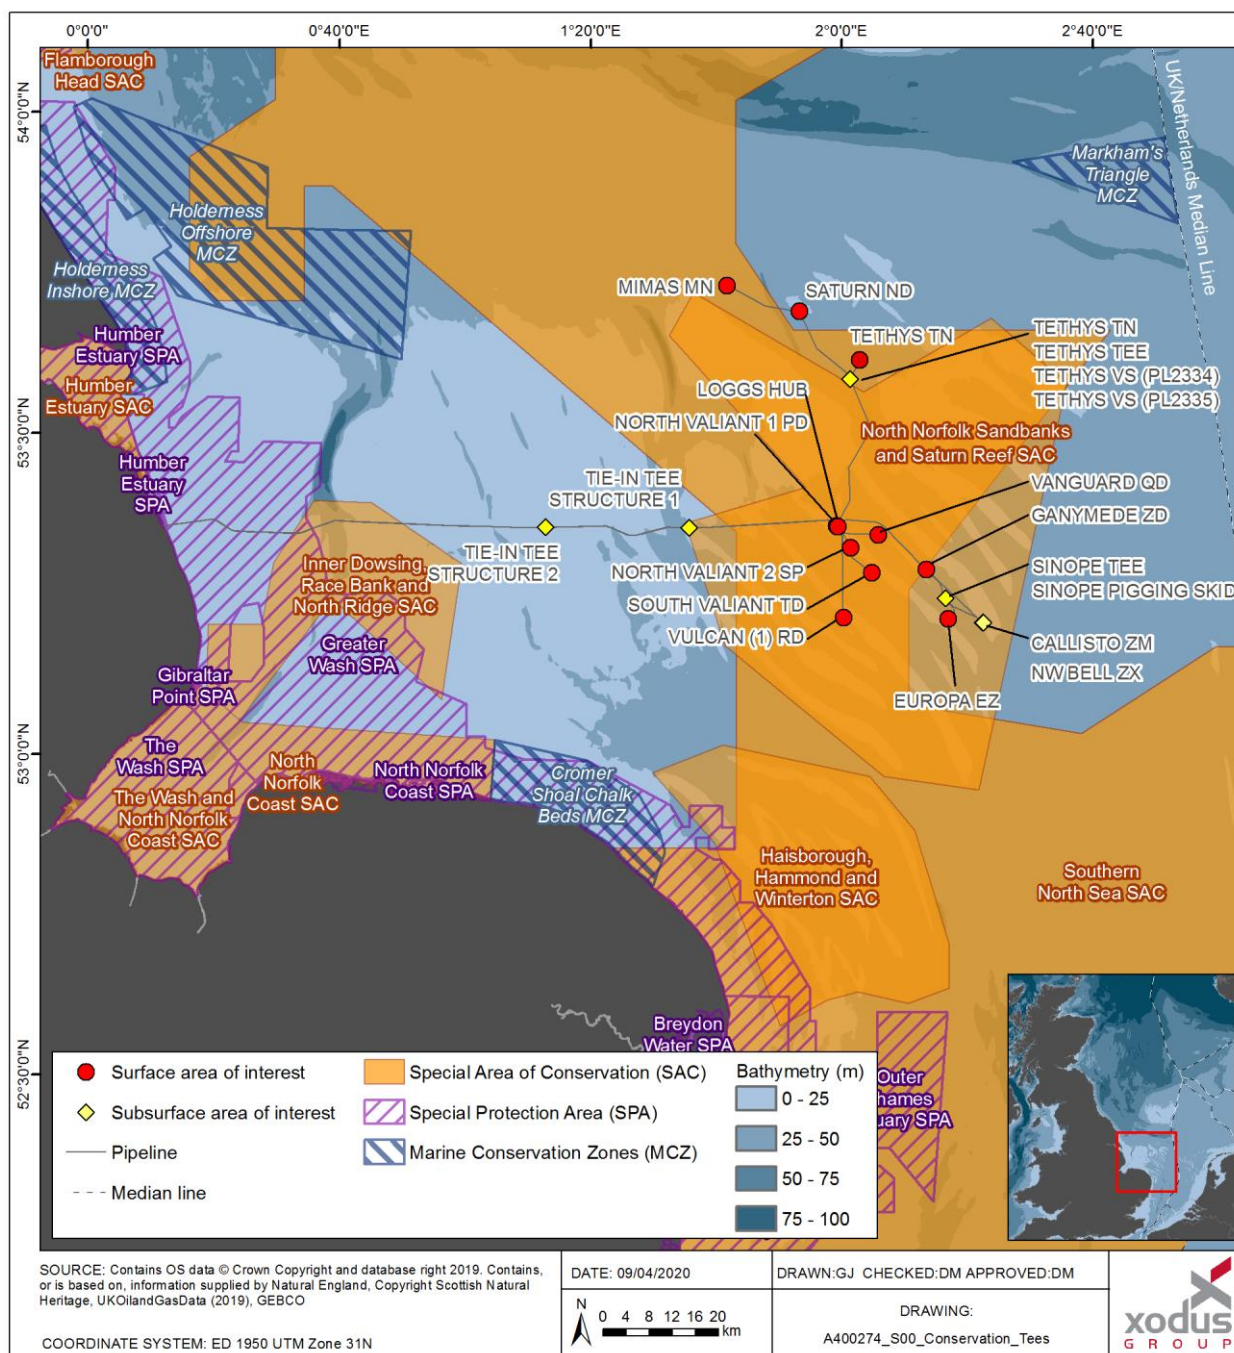 0°0'0"
0°40'0"E
1°20'0"E
2°0'0"E
2°40'0"E
54°0'0"N
53°30'0"N
53°0'0"N
52°30'0"N
Flamborough
Head SAC
UK/Netherlands Median Line
Markham's
Triangle
MCZ
Holderness
Offshore
MCZ
Holderness
Inshore MCZ
MIMAS MN
SATURN ND
Humber
Estuary SPA
TETHYS TN
TETHYS TN
TETHYS TEE
TETHYS VS (PL2334)
TETHYS VS (PL2335)
Humber
Estuary SAC
LOGGS HUB
NORTH VALIANT 1 PD
North Norfolk Sandbanks
and Saturn Reef SAC
Humber
Estuary
SPA
TIE-IN TEE
STRUCTURE 1
VANGUARD QD
GANYMEDE ZD
TIE-IN TEE
STRUCTURE 2
Inner Dowsing,
Race Bank and
North Ridge SAC
NORTH VALIANT 2 SP
SINOPE TEE
SINOPE PIGGING SKID
SOUTH VALIANT TD
VULCAN (1) RD
CALLISTO ZM
NW BELL ZX
Greater
Wash SPA
Gibraltar
Point SPA
EUROPA EZ
The
Wash SPA
North
Norfolk
Coast SAC
North Norfolk
Coast SPA
Cromer
Shoal Chalk
Beds MCZ
The Wash and
North Norfolk
Coast SAC
Haisborough,
Hammond and
Winterton SAC
Southern
North Sea SAC
Breydon
Water SPA
Outer
hames
uary SPA
Surface area of interest
Subsurface area of interest
Pipeline
Median line
Special Area of Conservation (SAC)
Special Protection Area (SPA)
Marine Conservation Zones (MCZ)
Bathymetry (m)
0 - 25
25 - 50
50 - 75
75 - 100
SOURCE: Contains OS data © Crown Copyright and database right 2019. Contains,
or is based on, information supplied by Natural England, Copyright Scottish Natural
Heritage, UKOilandGasData (2019), GEBCO
COORDINATE SYSTEM: ED 1950 UTM Zone 31N
DATE: 09/04/2020
N
0 4 8 12 16 20
km
DRAWN:GJ CHECKED:DM APPROVED:DM
DRAWING:
A400274_S00_Conservation_Tees
xodus
GROUP